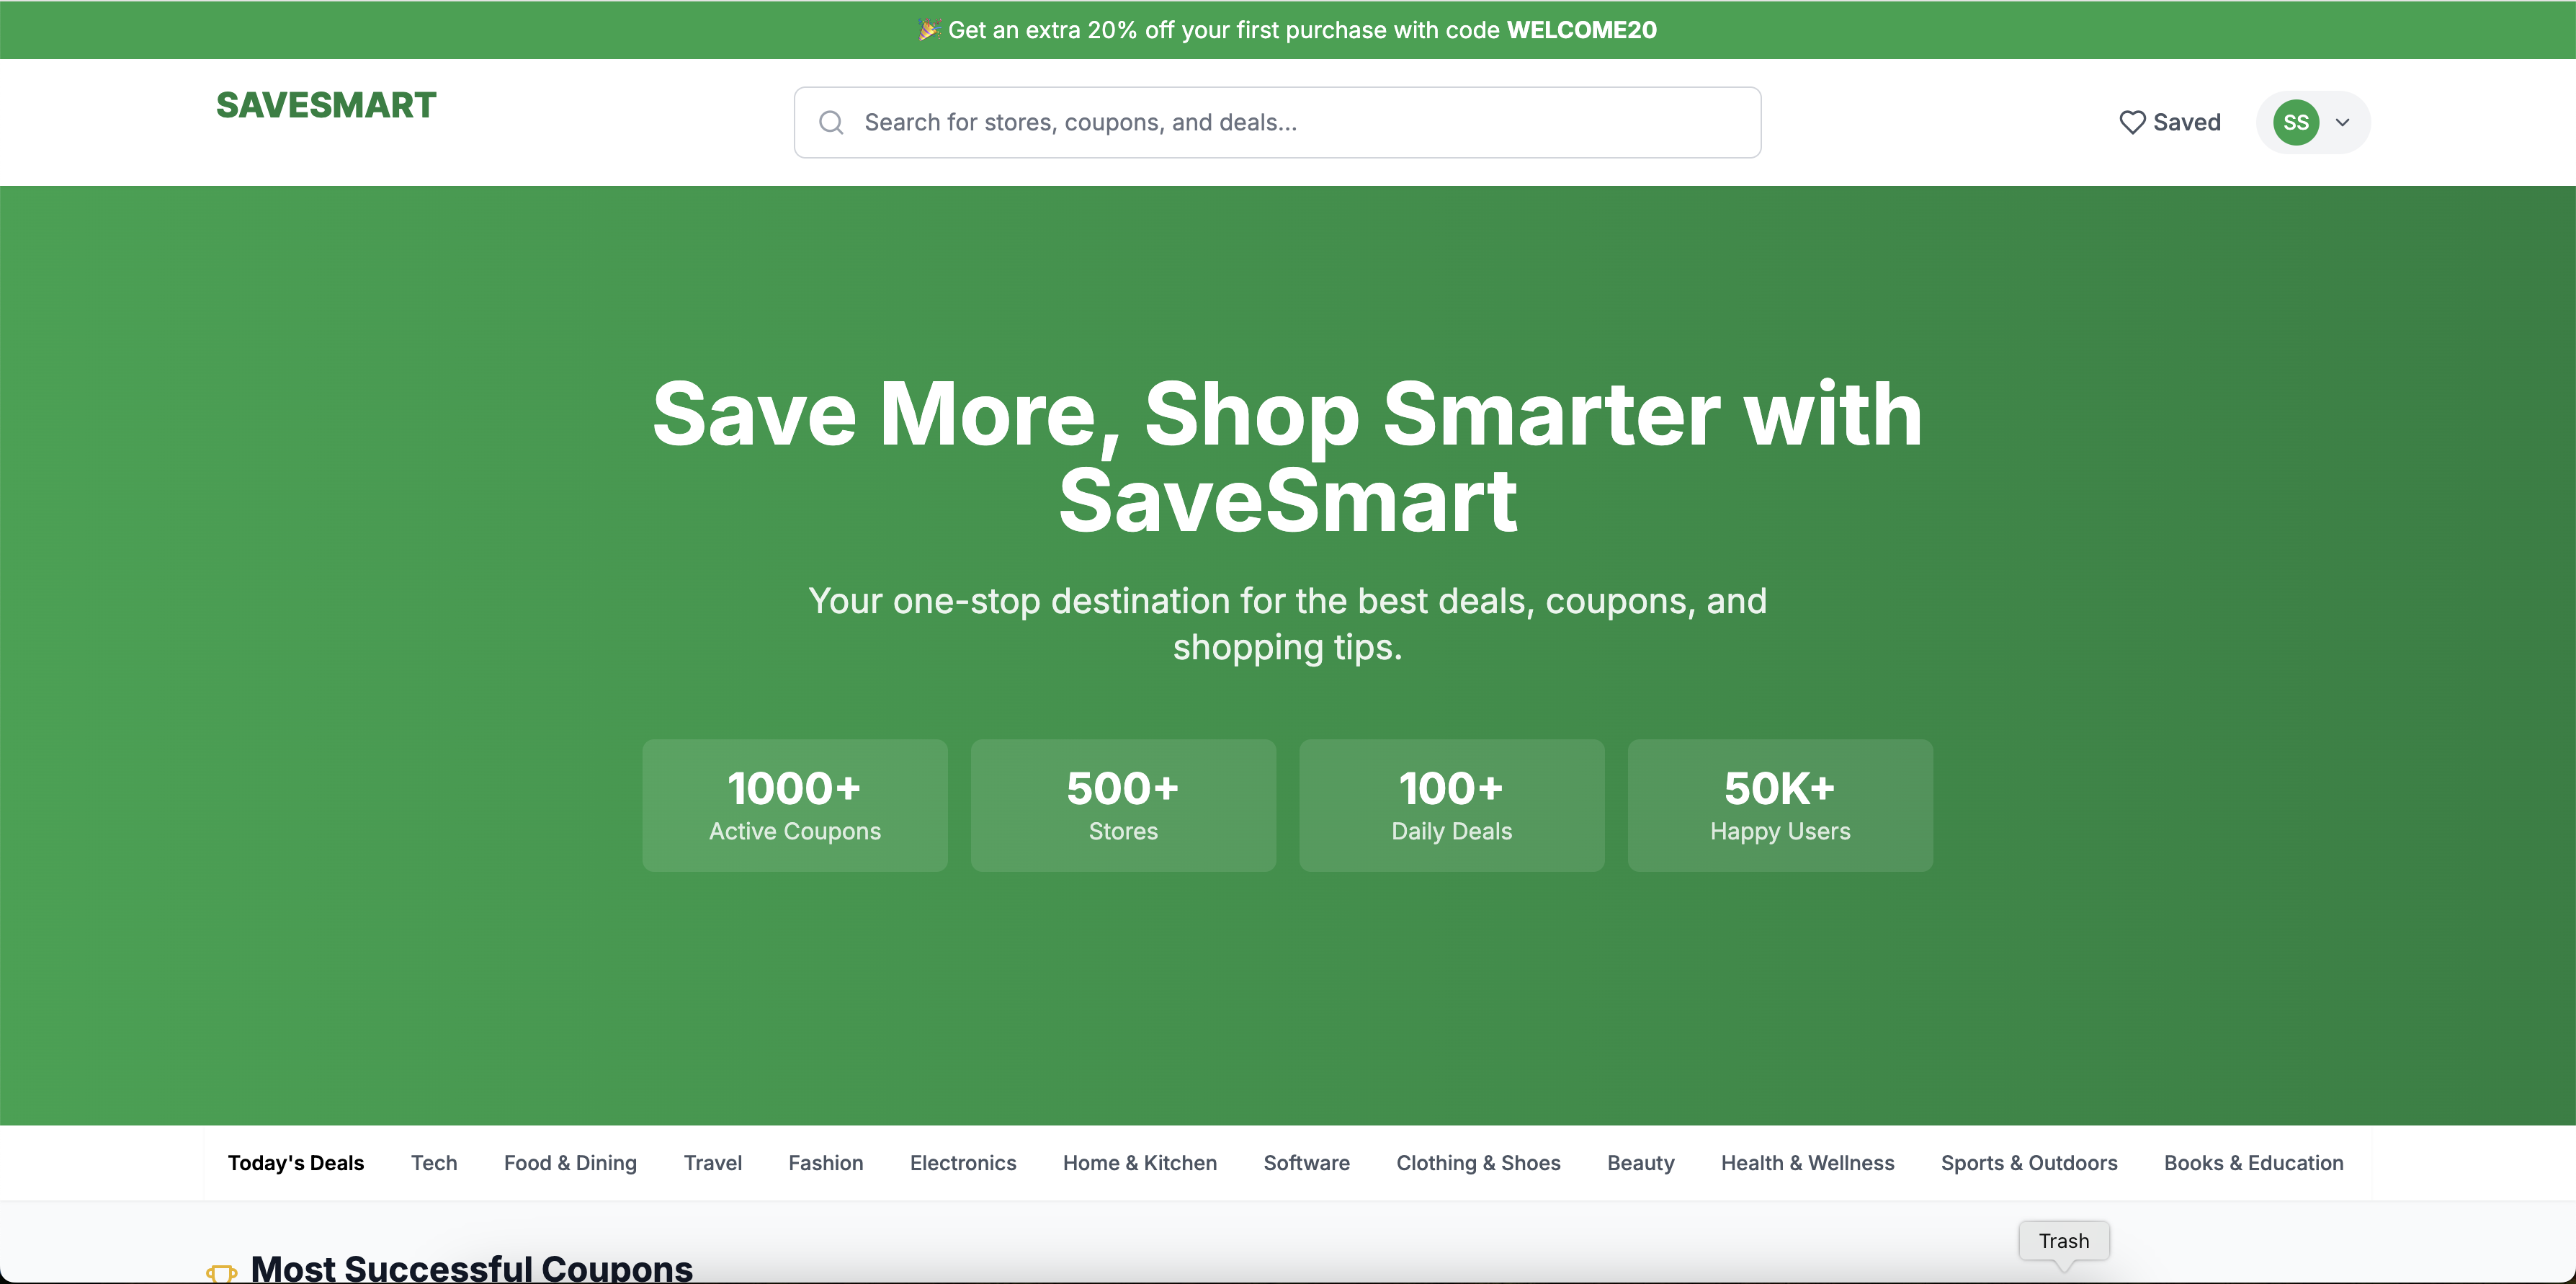 🎉 Get an extra 20% off your first purchase with code WELCOME20
SAVESMART
Search for stores, coupons, and deals...
Saved
SS
Save More, Shop Smarter with
SaveSmart
Your one-stop destination for the best deals, coupons, and
shopping tips.
1000+
Active Coupons
500+
Stores
100+
Daily Deals
50K+
Happy Users
Today's Deals Tech Food & Dining Travel Fashion Electronics Home & Kitchen Software Clothing & Shoes Beauty Health & Wellness Sports & Outdoors Books & Education
Trash
Most Successful Coupons